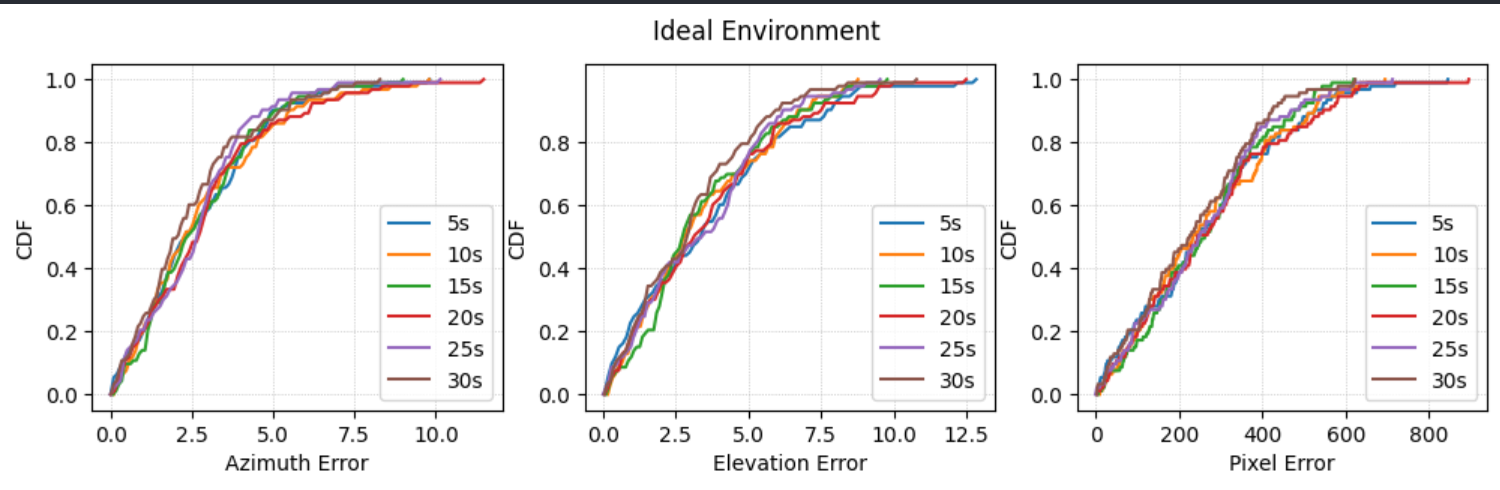 Ideal Environment
CDF
1.0
0.8
0.6
0.4
0.2
0.0
5s
10s
15s
20s
25s
30s
0.0 2.5 5.0 7.5 10.0
Azimuth Error
CDF
0.8
0.6
0.4
0.2
0.0
5s
10s
15s
20s
25s
30s
0.0 2.5 5.0 7.5 10.0 12.5
Elevation Error
CDF
1.0
0.8
0.6
0.4
0.2
0.0
5s
10s
15s
20s
25s
30s
0 200 400 600 800
Pixel Error